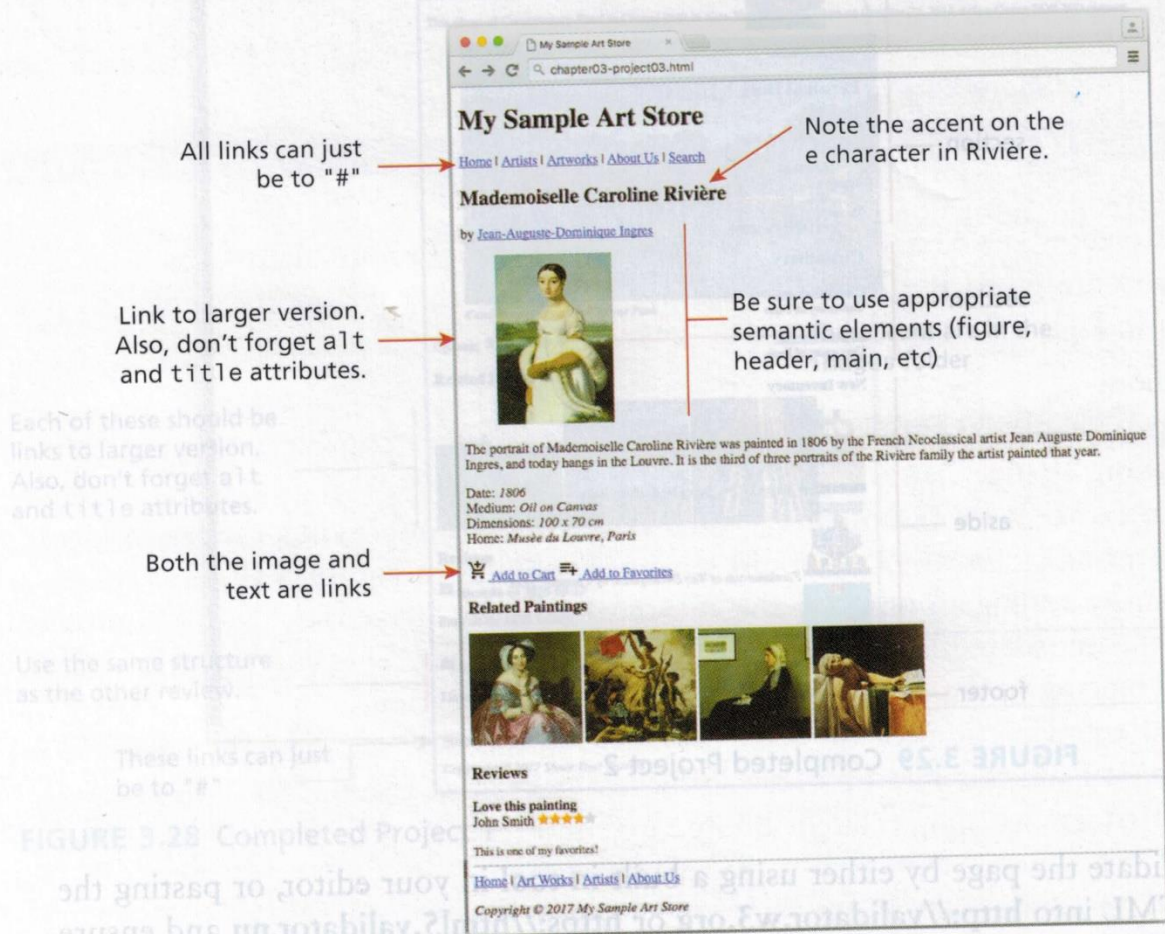 My Sample Art Store
chapter03-project03.html
My Sample Art Store
Home | Artists | Artworks | About Us | Search
Mademoiselle Caroline Rivière
by Jean-Auguste-Dominique Ingres
The portrait of Mademoiselle Caroline Rivière was painted in 1806 by the French Neoclassical artist Jean Auguste Dominique
Ingres, and today hangs in the Louvre. It is the third of three portraits of the Rivière family the artist painted that year.
Date: 1806
Medium: Oil on Canvas
Dimensions: 100 x 70 cm
Home: Musée du Louvre, Paris
Add to Cart Add to Favorites
Related Paintings
Reviews
Love this painting
John Smith
This is one of my favorites!
Home | Art Works | Artists | About Us
Copyright © 2017 My Sample Art Store
All links can just
be to "#"
Note the accent on the
e character in Rivière.
Link to larger version.
Also, don't forget alt
and title attributes.
Be sure to use appropriate
semantic elements (figure,
header, main, etc)
Both the image and
text are links
Each of these should be
links to larger version.
Also, don't forget alt
and title attributes.
Use the same structure
as the other review.
These links can just
be to "#"
FIGURE 3.28 Completed Project
section
aside
footer
FIGURE 3.29 Completed Project 2